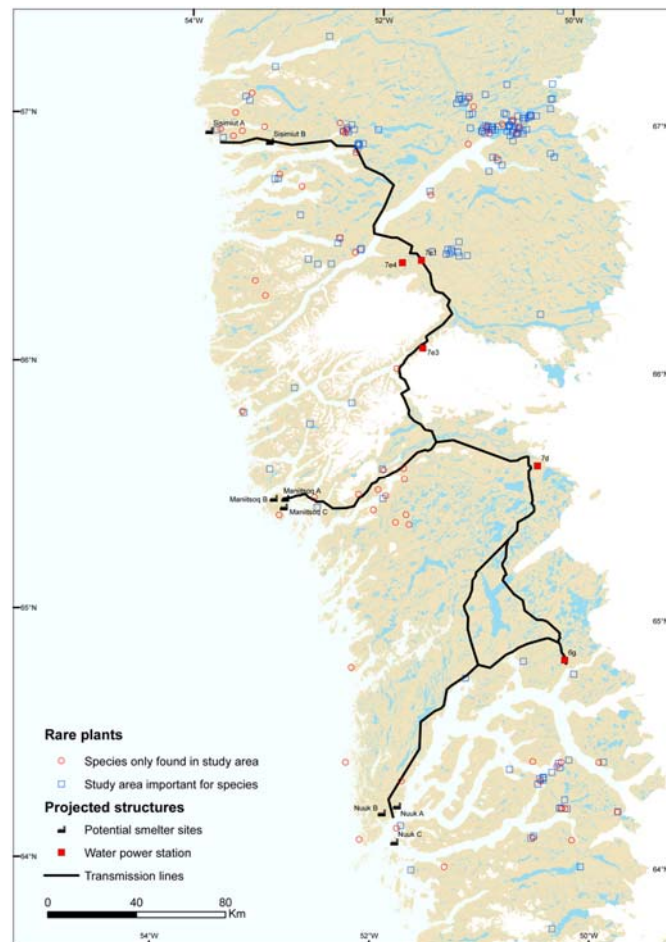 54°W 52°W 50°W
67°N 67°N
Sisimiut A
Sisimiut B
7e4
7e3
66°N 66°N
7d
Maniitsoq B Maniitsoq A
Maniitsoq C
65°N 65°N
6g
Rare plants
Species only found in study area
Study area important for species
Projected structures
Potential smelter sites
Water power station
Transmission lines
Nuuk B Nuuk A
Nuuk C
64°N 64°N
0 40 80
Km
54°W 52°W 50°W